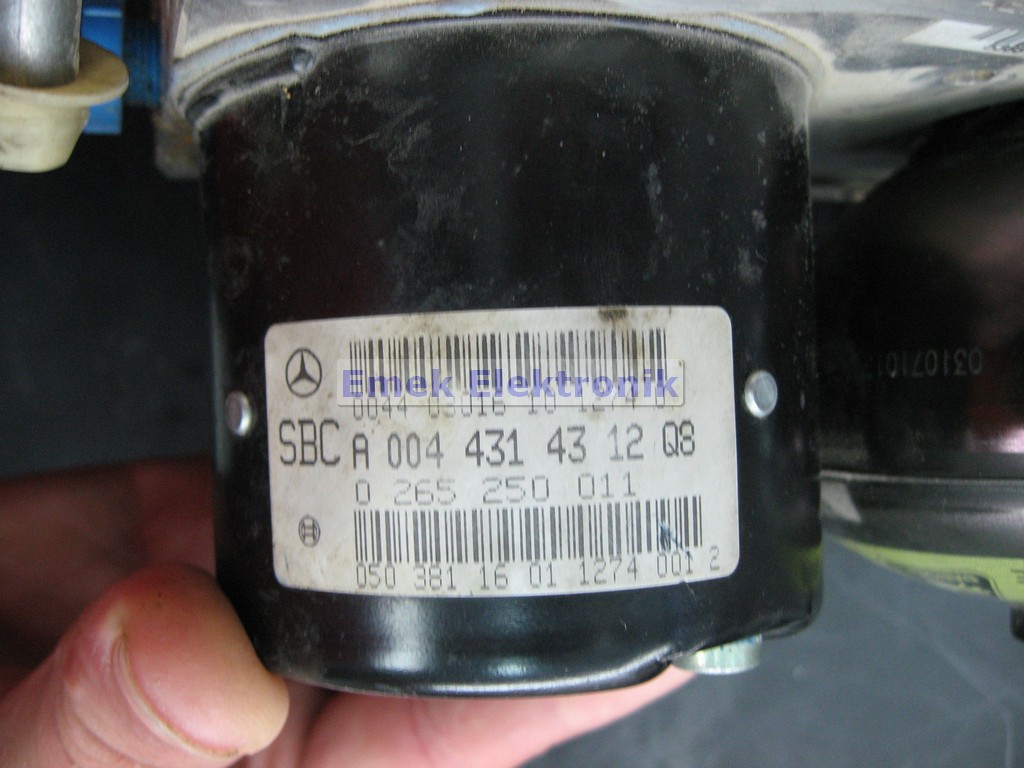 Emek Elektronik
SBC A 004 431 43 12 Q8
0 265 250 011
050 381 16 01 1274 001 2